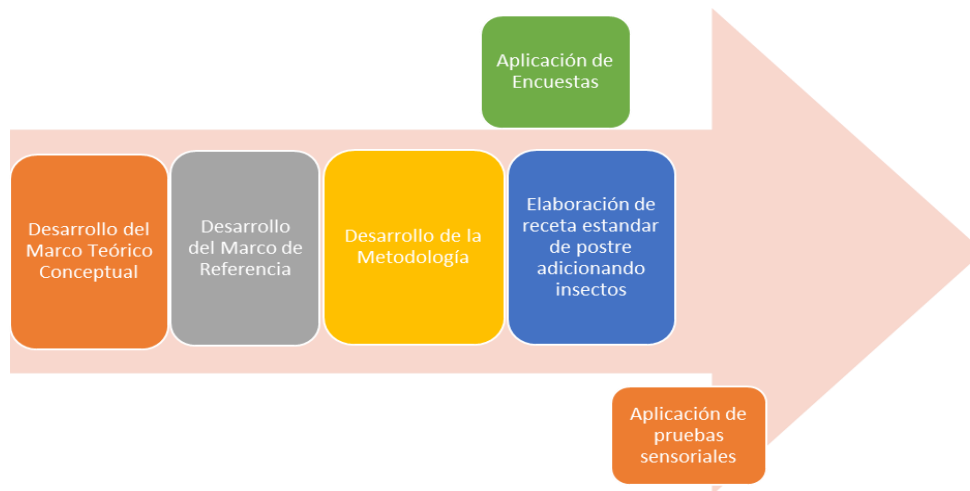 Aplicación de
Encuestas
Desarrollo del
Marco Teórico
Conceptual
Desarrollo
del Marco de
Referencia
Desarrollo de la
Metodología
Elaboración de
receta estandar
de postre
adicionando
insectos
Aplicación de
pruebas
sensoriales